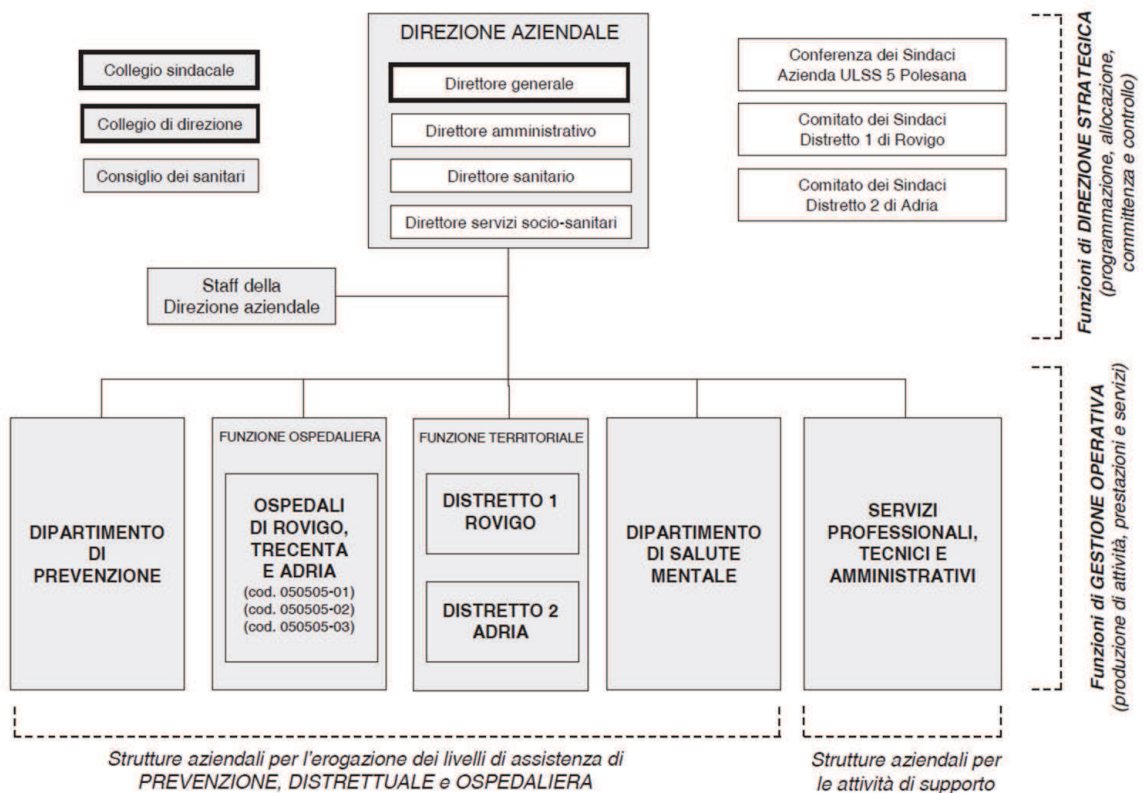 DIREZIONE AZIENDALE
Direttore generale
Direttore amministrativo
Direttore sanitario
Direttore servizi socio-sanitari
Collegio sindacale
Collegio di direzione
Consiglio dei sanitari
Conferenza dei Sindaci
Azienda ULSS 5 Polesana
Comitato dei Sindaci
Distretto 1 di Rovigo
Comitato dei Sindaci
Distretto 2 di Adria
Funzioni di DIREZIONE STRATEGICA
(programmazione, allocazione,
committenza e controllo)
Staff della
Direzione aziendale
DIPARTIMENTO
DI
PREVENZIONE
FUNZIONE OSPEDALIERA
OSPEDALI
DI ROVIGO,
TRECENTA
E ADRIA
(cod. 050505-01)
(cod. 050505-02)
(cod. 050505-03)
FUNZIONE TERRITORIALE
DISTRETTO 1
ROVIGO
DISTRETTO 2
ADRIA
DIPARTIMENTO
DI SALUTE
MENTALE
SERVIZI
PROFESSIONALI,
TECNICI E
AMMINISTRATIVI
Funzioni di GESTIONE OPERATIVA
(produzione di attività, prestazioni e servizi)
Strutture aziendali per l'erogazione dei livelli di assistenza di
PREVENZIONE, DISTRETTUALE e OSPEDALIERA
Strutture aziendali per
le attività di supporto